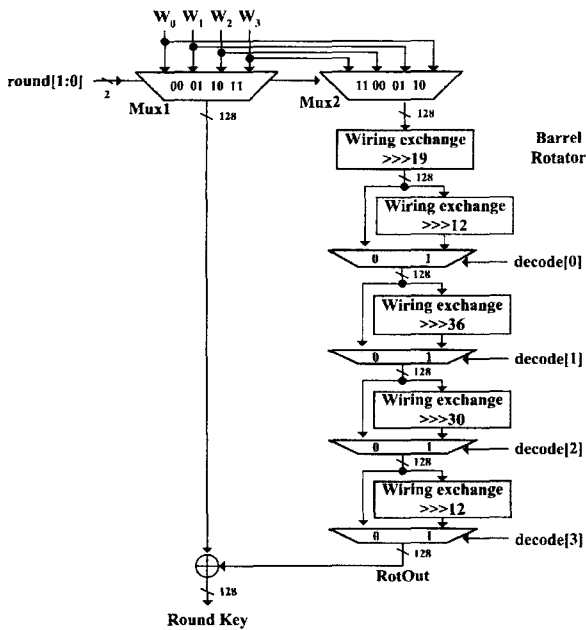 W0 W1 W2 W3
round[1:0]
2
00 01 10 11
11 00 01 10
Mux1
Mux2
128
128
Wiring exchange
>>>19
Barrel
Rotator
128
Wiring exchange
>>>12
0 1
decode[0]
128
Wiring exchange
>>>36
0 1
decode[1]
128
Wiring exchange
>>>30
0 1
decode[2]
128
Wiring exchange
>>>12
0 1
decode[3]
128
RotOut
128
Round Key